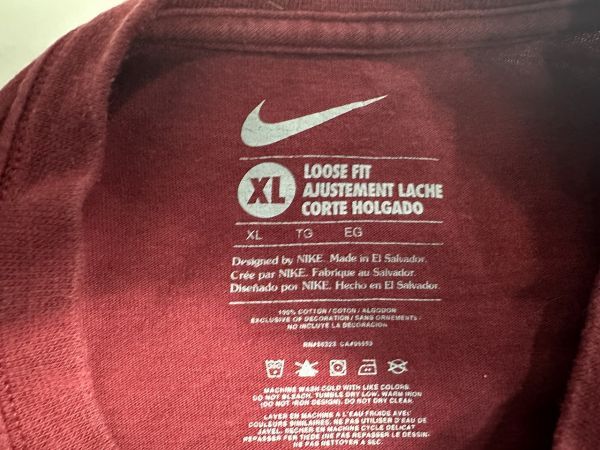 XL
LOOSE FIT
AJUSTEMENT LACHE
CORTE HOLGADO
XL TG EG
Designed by NIKE. Made in El Salvador.
Crée par NIKE. Fabrique au Salvador.
Diseñado por NIKE. Hecho en El Salvador.
100% COTTON / COTON / ALGODON
EXCLUSIVE OF DECORATION / SANS ORNEMENTS
NO INCLUYE LA DECORACION
MACHINE WASH COLD WITH LIKE COLORS.
DO NOT BLEACH. TUMBLE DRY LOW. WARM IRON
(DO NOT IRON DESIGN). DO NOT DRY CLEAR.
LAVER EN MACHINE A L'EAU FROIDE AVEC
COULEURS SIMILAIRES. NE PAS UTILISER D'EAU DE
JAVEL. SECHER EN MACHINE CYCLE DELICAT.
REPASSER FER TIEDE (NE PAS REPASSER LE DESSIN.
NE PAS NETTOYER A SEC.